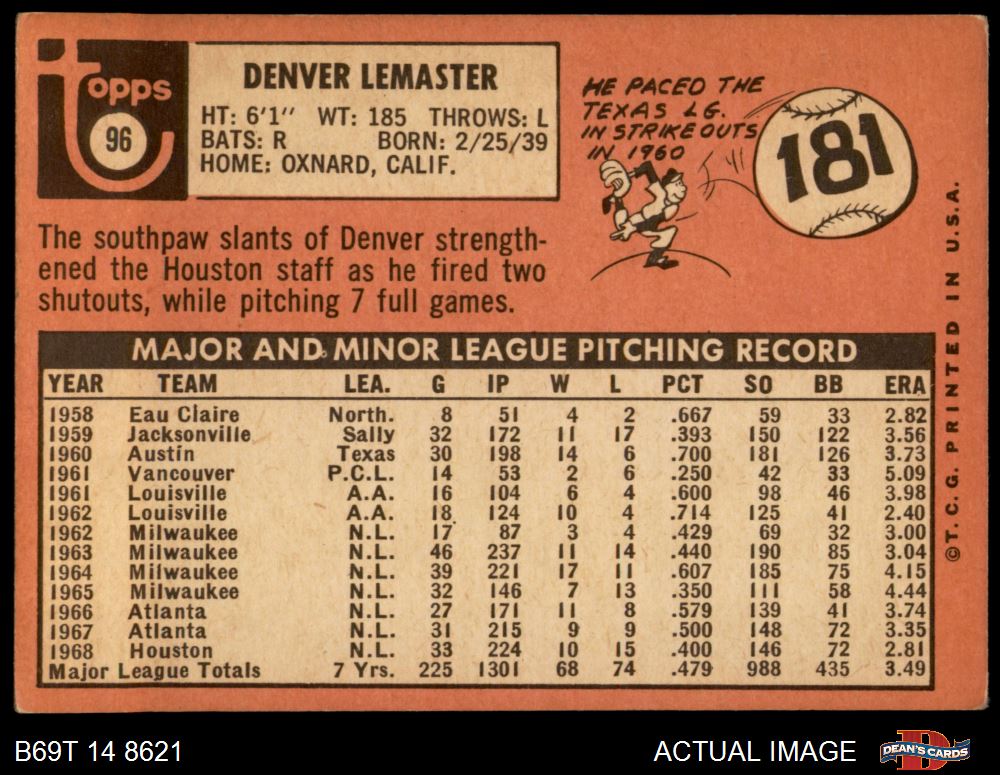 topps
96
DENVER LEMASTER
HT: 6'1" WT: 185 THROWS: L
BATS: R BORN: 2/25/39
HOME: OXNARD, CALIF.
HE PACED THE
TEXAS LG.
IN STRIKEOUTS
IN 1960
181
The southpaw slants of Denver strength-
ened the Houston staff as he fired two
shutouts, while pitching 7 full games.
MAJOR AND MINOR LEAGUE PITCHING RECORD
YEAR TEAM LEA. G IP W L PCT SO BB ERA
1958 Eau Claire North. 8 51 4 2 .667 59 33 2.82
1959 Jacksonville Sally 32 172 11 17 .393 150 122 3.56
1960 Austin Texas 30 198 14 6 .700 181 126 3.73
1961 Vancouver P.C.L. 14 53 2 6 .250 42 33 5.09
1961 Louisville A.A. 16 104 6 4 .600 98 46 3.98
1962 Louisville A.A. 18 124 10 4 .714 125 41 2.40
1962 Milwaukee N.L. 17 87 3 4 .429 69 32 3.00
1963 Milwaukee N.L. 46 237 11 14 .440 190 85 3.04
1964 Milwaukee N.L. 39 221 17 11 .607 185 75 4.15
1965 Milwaukee N.L. 32 146 7 13 .350 111 58 4.44
1966 Atlanta N.L. 27 171 11 8 .579 139 41 3.74
1967 Atlanta N.L. 31 215 9 9 .500 148 72 3.35
1968 Houston N.L. 33 224 10 15 .400 146 72 2.81
Major League Totals 7 Yrs. 225 1301 68 74 .479 988 435 3.49
©T. C. G. PRINTED IN U.S.A.
B69T 14 8621
ACTUAL IMAGE
DEAN'S CARDS